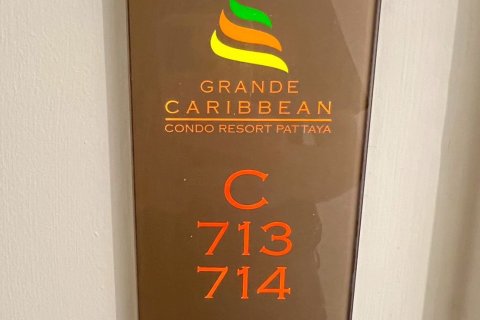 GRANDE
CARIBBEAN
CONDO RESORT PATTAYA
C
713
714